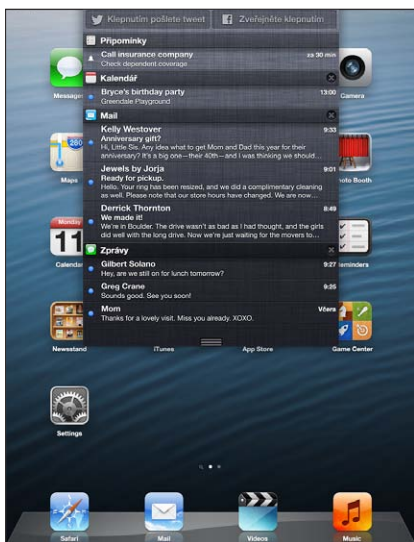 Klepnutím pošlete tweet
Zveřejněte klepnutím
Připomínky
Call insurance company za 30 min
Check dependent coverage
Kalendář
Bryce's birthday party 13:00
Greendale Playground
Mail
Kelly Westover 9:33
Anniversary gift?
Hi, Little Sis. Any idea what to get Mom and Dad this year for their
anniversary? It's a big one—their 40th—and I was thinking we should...
Jewels by Jorja 9:01
Ready for pickup.
Hello. Your ring has been resized, and we did a complimentary cleaning
as well. Please note that our store hours have changed. We are now...
Derrick Thornton 8:49
We made it!
We're in Boulder. The drive wasn't as bad as I had thought, and the girls
did well with the long drive. Now we're just waiting for the movers to...
Zprávy
Gilbert Solano 9:27
Hey, are we still on for lunch tomorrow?
Greg Crane 9:25
Sounds good. See you soon!
Mom Včera
Thanks for a lovely visit. Miss you already. XOXO.
Messages
Camera
280
Maps
Photo Booth
Monday
11
Calendar
Reminders
Newsstand
iTunes
App Store
Game Center
Settings
Safari
Mail
Videos
Music